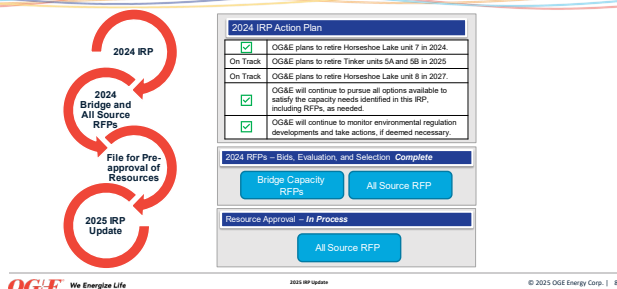 2024 IRP
2024
Bridge and
All Source
RFPs
File for Pre-
approval of
Resources
2025 IRP
Update
2024 IRP Action Plan
OG&E plans to retire Horseshoe Lake unit 7 in 2024.
On Track OG&E plans to retire Tinker units 5A and 5B in 2025
On Track OG&E plans to retire Horseshoe Lake unit 8 in 2027.
OG&E will continue to pursue all options available to
satisfy the capacity needs identified in this IRP,
including RFPs, as needed.
OG&E will continue to monitor environmental regulation
developments and take actions, if deemed necessary.
2024 RFPs – Bids, Evaluation, and Selection Complete
Bridge Capacity
RFPs
All Source RFP
Resource Approval – In Process
All Source RFP
OG&E We Energize Life
2025 IRP Update
© 2025 OGE Energy Corp. | 8